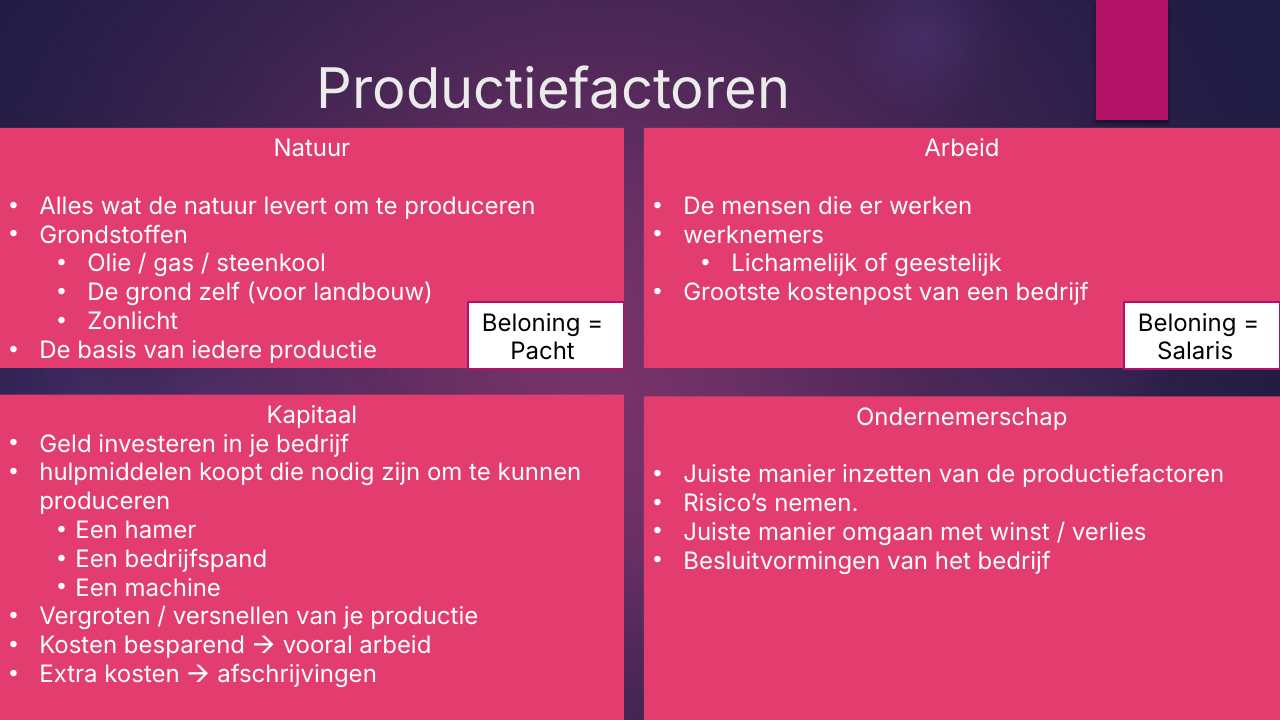 Productiefactoren
Natuur
• Alles wat de natuur levert om te produceren
• Grondstoffen
• Olie / gas / steenkool
• De grond zelf (voor landbouw)
• Zonlicht
• De basis van iedere productie
Beloning =
Pacht
Arbeid
• De mensen die er werken
• werknemers
• Lichamelijk of geestelijk
• Grootste kostenpost van een bedrijf
Beloning =
Salaris
Kapitaal
• Geld investeren in je bedrijf
• hulpmiddelen koopt die nodig zijn om te kunnen
produceren
• Een hamer
• Een bedrijfspand
• Een machine
• Vergroten / versnellen van je productie
• Kosten besparend → vooral arbeid
• Extra kosten → afschrijvingen
Ondernemerschap
• Juiste manier inzetten van de productiefactoren
• Risico’s nemen.
• Juiste manier omgaan met winst / verlies
• Besluitvormingen van het bedrijf